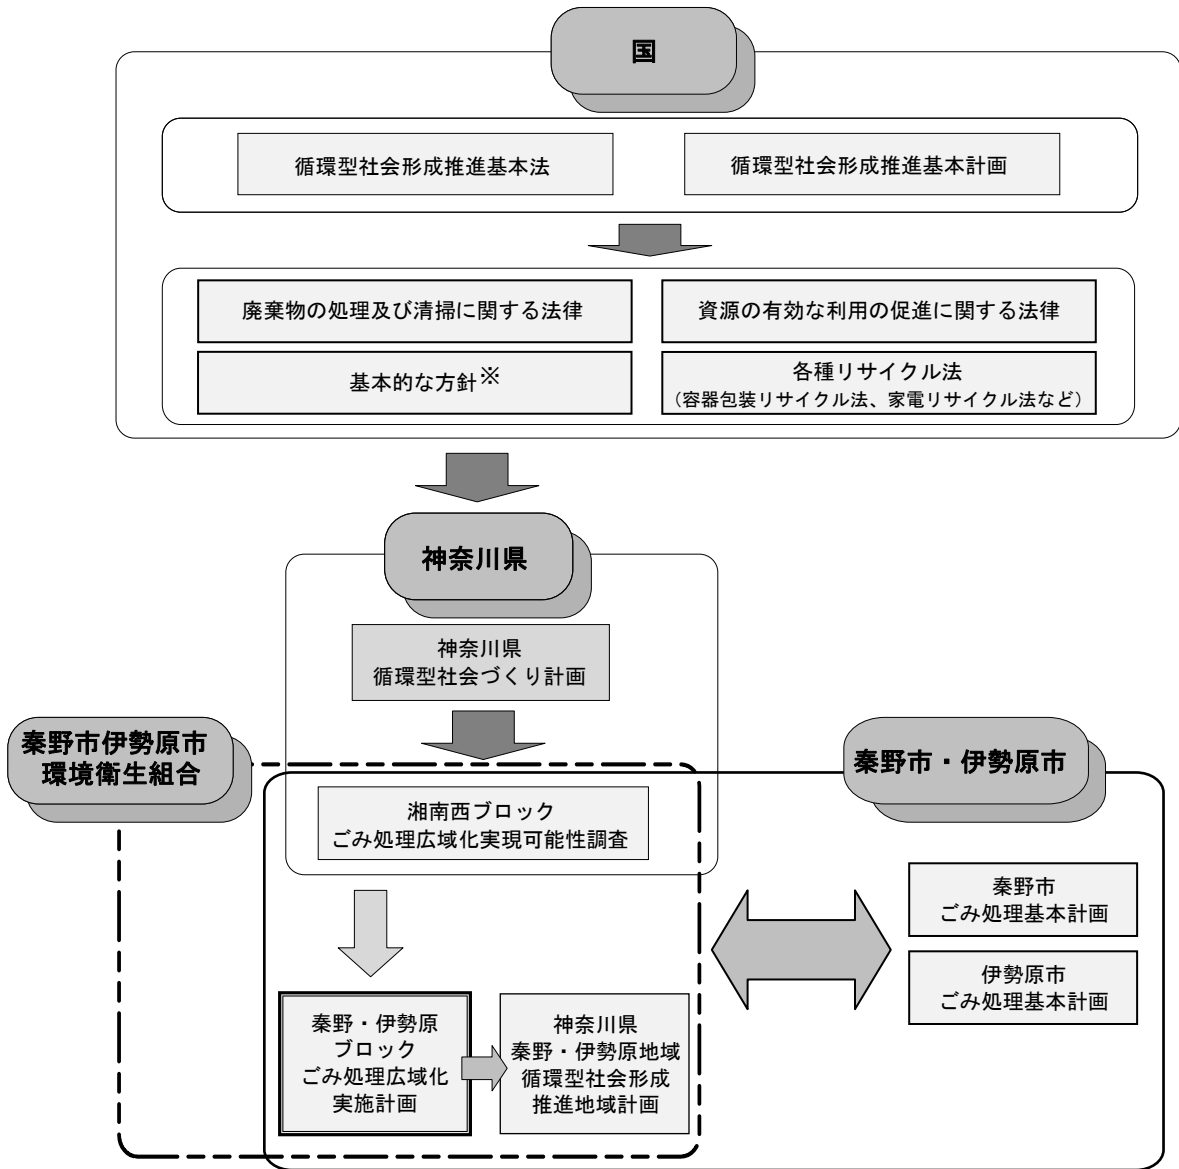 国
循環型社会形成推進基本法
循環型社会形成推進基本計画
廃棄物の処理及び清掃に関する法律
資源の有効な利用の促進に関する法律
基本的な方針※
各種リサイクル法
（容器包装リサイクル法、家電リサイクル法など）
神奈川県
神奈川県
循環型社会づくり計画
秦野市伊勢原市
環境衛生組合
秦野市・伊勢原市
湘南西ブロック
ごみ処理広域化実現可能性調査
秦野市
ごみ処理基本計画
伊勢原市
ごみ処理基本計画
秦野・伊勢原
ブロック
ごみ処理広域化
実施計画
神奈川県
秦野・伊勢原地域
循環型社会形成
推進地域計画